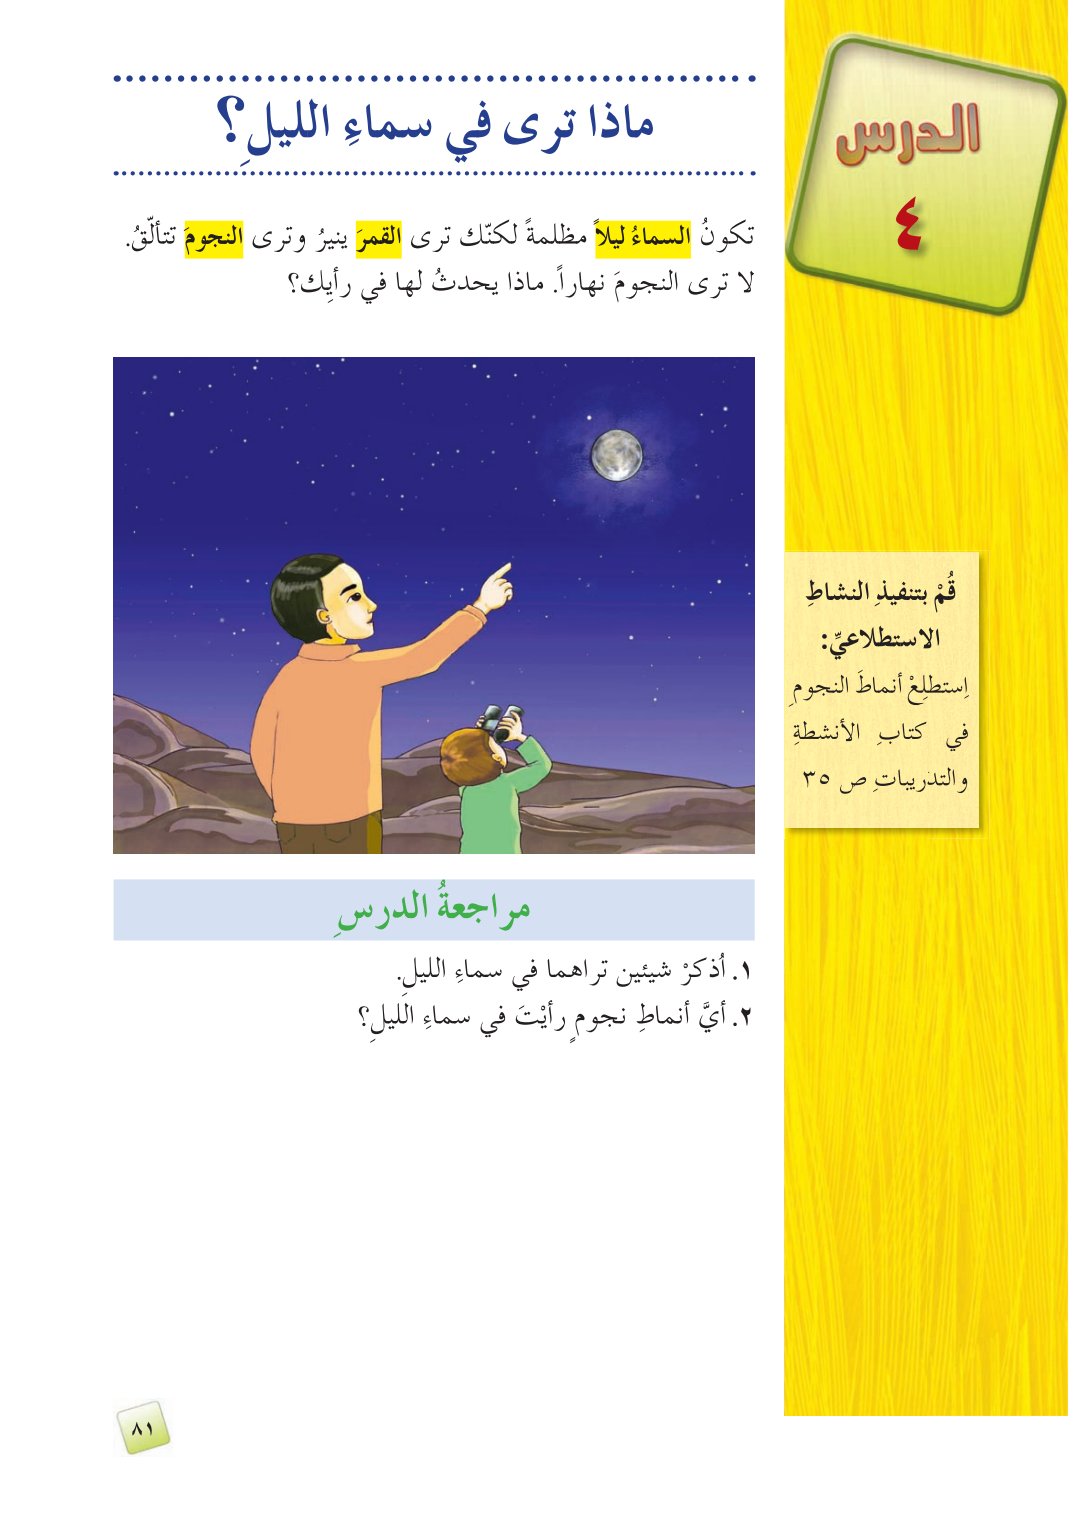 الدرس
٤
ماذا ترى في سماءِ الليلِ؟
تكونُ السماءُ ليلاً مظلمةً لكنّك ترى القمرَ ينيرُ وترى النجومَ تتألّقُ.
لا ترى النجومَ نهاراً. ماذا يحدثُ لها في رأيِك؟
قُمْ بتنفيذِ النشاطِ
الاستطلاعيِّ:
اِستطلِعْ أنماطَ النجومِ
في كتابِ الأنشطةِ
والتدريباتِ ص ٣٥
مراجعةُ الدرسِ
١. اُذكرْ شيئين تراهما في سماءِ الليلِ.
٢. أيَّ أنماطِ نجومٍ رأيْتَ في سماءِ الليلِ؟
٨١